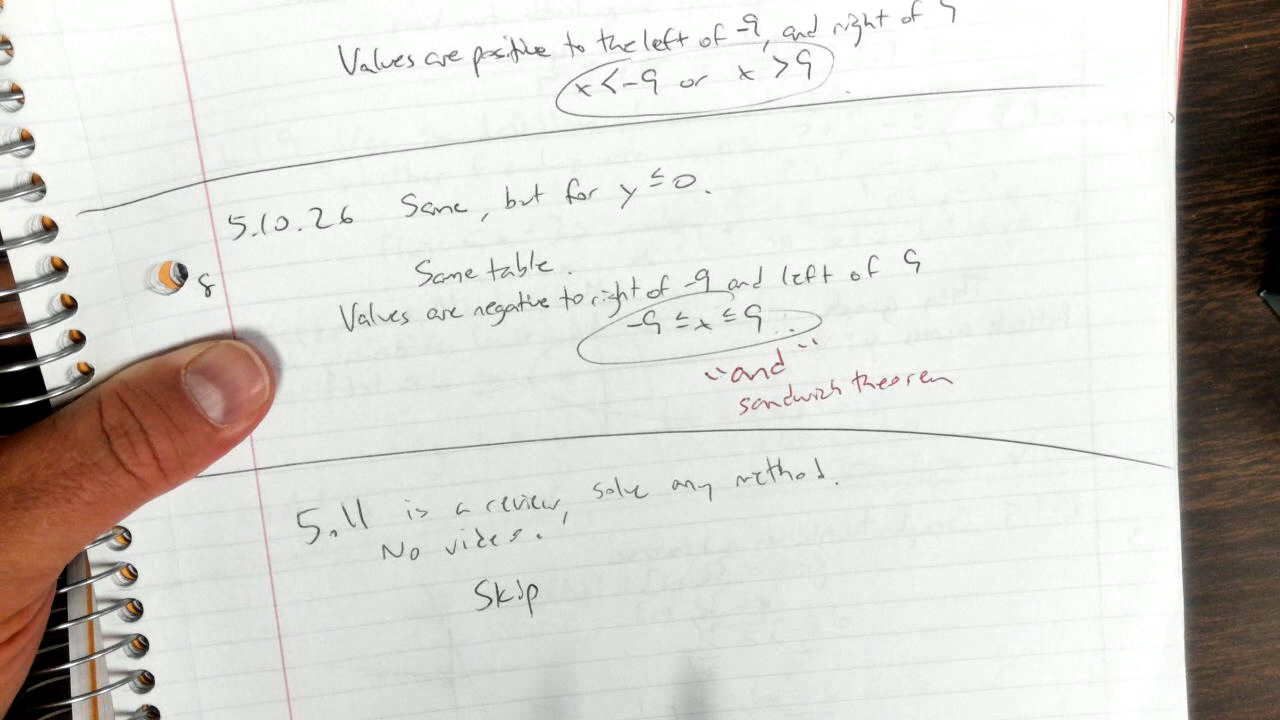 Values are positive to the left of -9, and right of 9
x < -9 or x > 9
5.10.26 Same, but for y ≤ 0.
8
Same table.
Values are negative to right of -9 and left of 9
-9 ≤ x ≤ 9
"and"
sandwich theorem
5.11 is a review, solve any method.
No video.
Skip